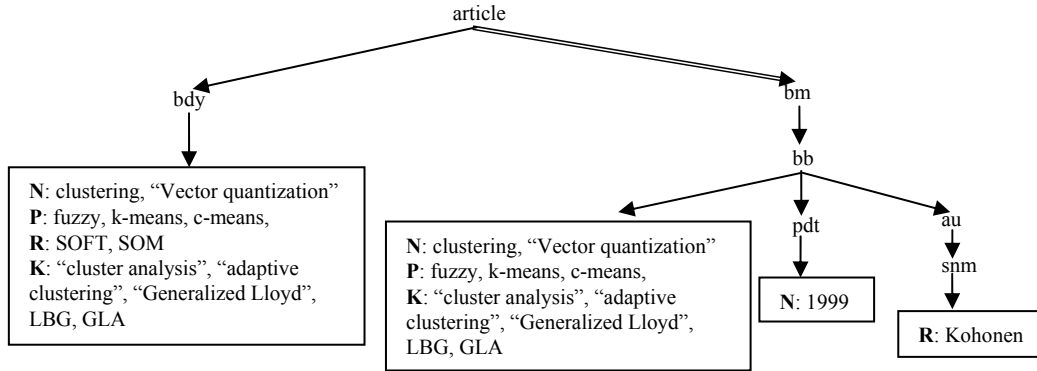 article
bdy
bm
bb
N: clustering, “Vector quantization”
P: fuzzy, k-means, c-means,
R: SOFT, SOM
K: “cluster analysis”, “adaptive
clustering”, “Generalized Lloyd”,
LBG, GLA
N: clustering, “Vector quantization”
P: fuzzy, k-means, c-means,
K: “cluster analysis”, “adaptive
clustering”, “Generalized Lloyd”,
LBG, GLA
pdt
N: 1999
au
snm
R: Kohonen